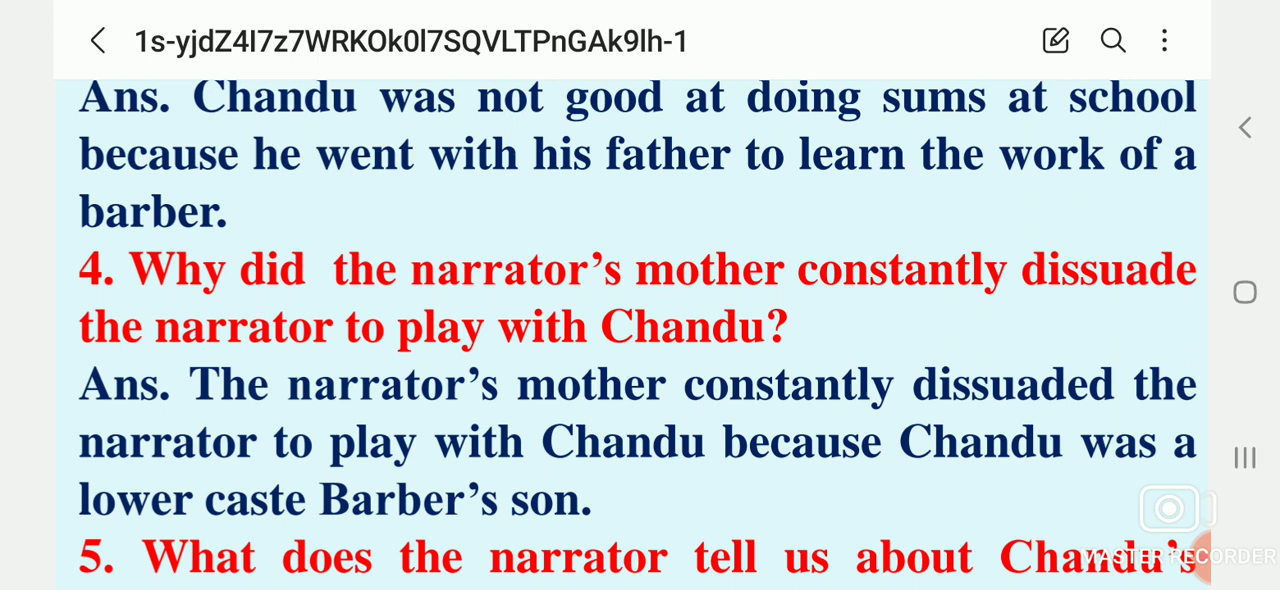 1s-yjdZ4I7z7WRKOk0l7SQVLTPnGAk9lh-1
Ans. Chandu was not good at doing sums at school
because he went with his father to learn the work of a
barber.
4. Why did the narrator's mother constantly dissuade
the narrator to play with Chandu?
Ans. The narrator's mother constantly dissuaded the
narrator to play with Chandu because Chandu was a
lower caste Barber's son.
5. What does the narrator tell us about Chandu's
MASTER RECORDER